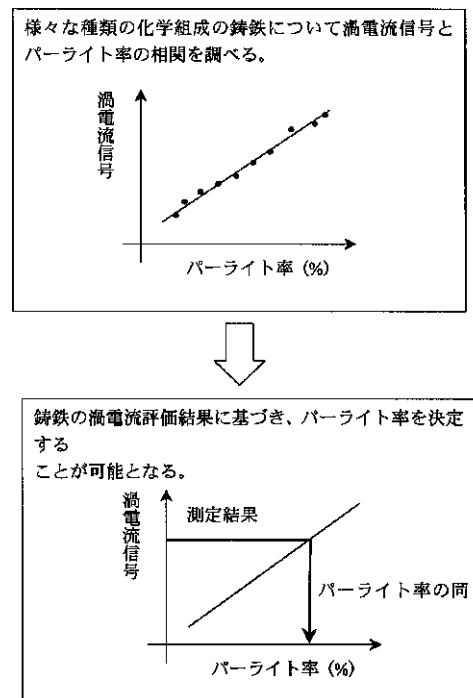 様々な種類の化学組成の鋳鉄について渦電流信号と
パーライト率の相関を調べる。
渦電流信号
パーライト率 (%)
鋳鉄の渦電流評価結果に基づき、パーライト率を決定
する
ことが可能となる。
渦電流信号
測定結果
パーライト率の同
パーライト率 (%)